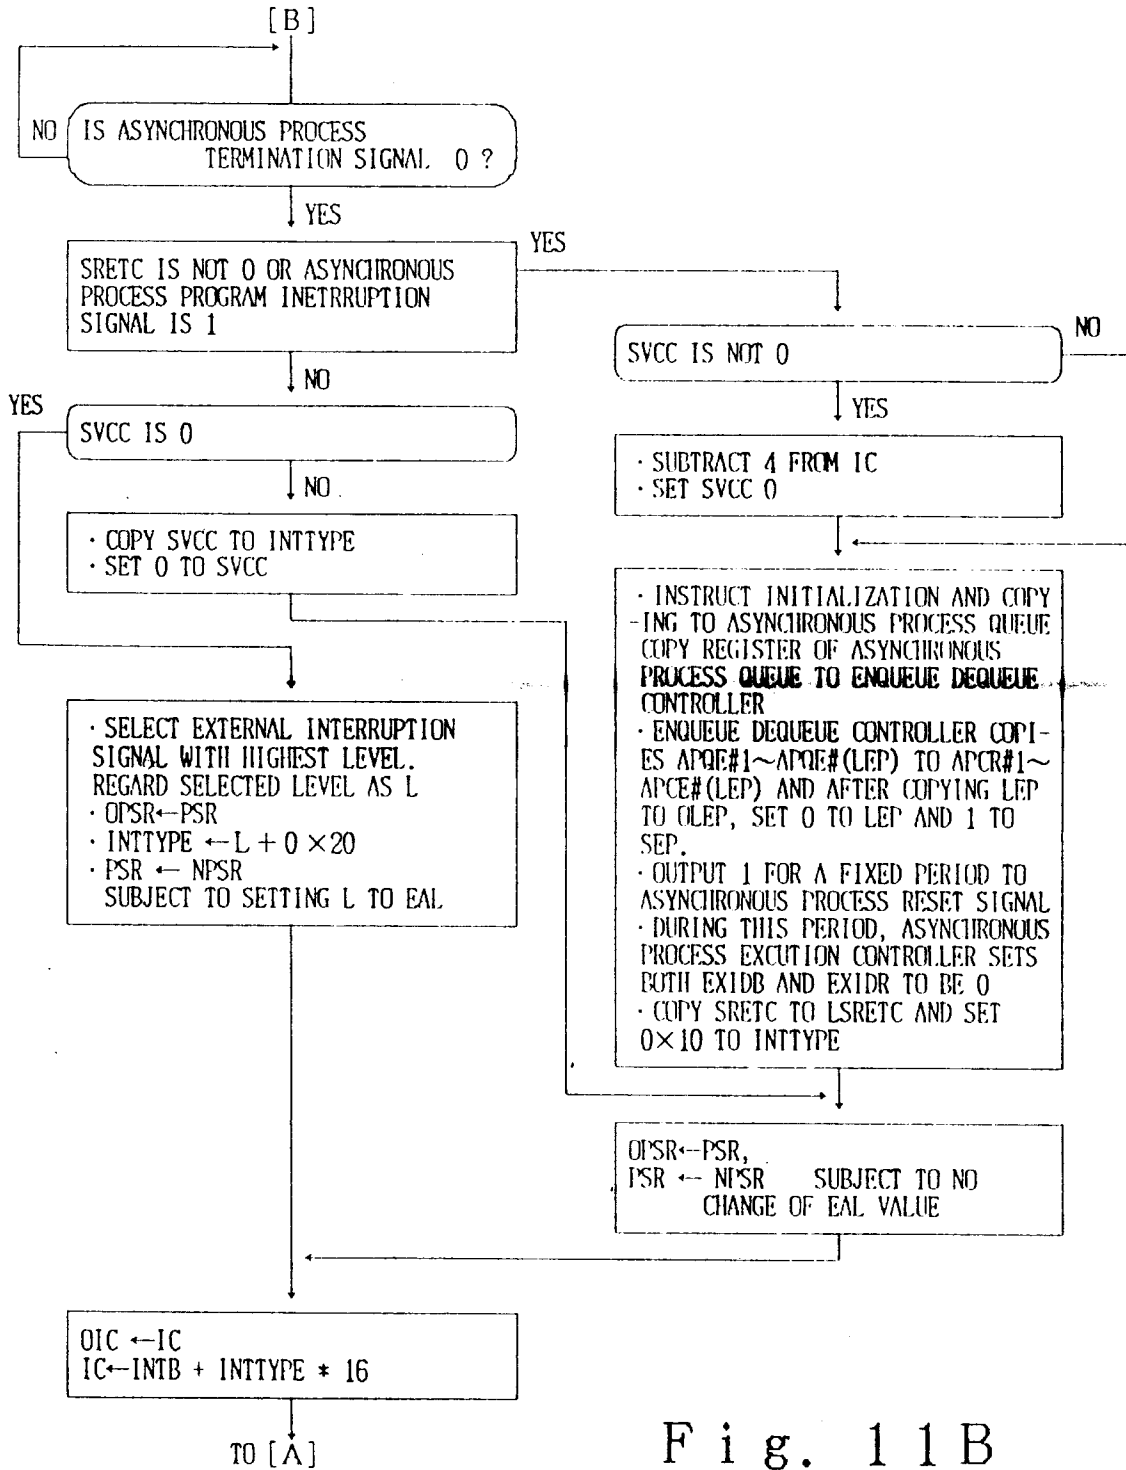 [B]
NO
IS ASYNCHRONOUS PROCESS
TERMINATION SIGNAL 0 ?
YES
SRETC IS NOT 0 OR ASYNCHRONOUS
PROCESS PROGRAM INETRRUPTION
SIGNAL IS 1
YES
NO
SVCC IS NOT 0
NO
YES
YES
SVCC IS 0
NO
· SUBTRACT 4 FROM IC
· SET SVCC 0
· COPY SVCC TO INTTYPE
· SET 0 TO SVCC
· INSTRUCT INITIALIZATION AND COPY
-ING TO ASYNCHRONOUS PROCESS QUEUE
COPY REGISTER OF ASYNCHRONOUS
PROCESS QUEUE TO ENQUEUE DEQUEUE
CONTROLLER
· ENQUEUE DEQUEUE CONTROLLER COPI-
ES APQE#1~APQE#(LEP) TO APCR#1~
APCE#(LEP) AND AFTER COPYING LEP
TO OLEP, SET 0 TO LEP AND 1 TO
SEP.
· OUTPUT 1 FOR A FIXED PERIOD TO
ASYNCHRONOUS PROCESS RESET SIGNAL
· DURING THIS PERIOD, ASYNCHRONOUS
PROCESS EXCUTION CONTROLLER SETS
BOTH EXIDB AND EXIDR TO BE 0
· COPY SRETC TO LSRETC AND SET
0×10 TO INTTYPE
· SELECT EXTERNAL INTERRUPTION
SIGNAL WITH HIGHEST LEVEL.
REGARD SELECTED LEVEL AS L
· OPSR←PSR
· INTTYPE ←L + 0 ×20
· PSR ← NPSR
SUBJECT TO SETTING L TO EAL
OPSR←PSR,
PSR ← NPSR SUBJECT TO NO
CHANGE OF EAL VALUE
OIC ←IC
IC←INTB + INTTYPE * 16
TO [A]
Fig. 11B